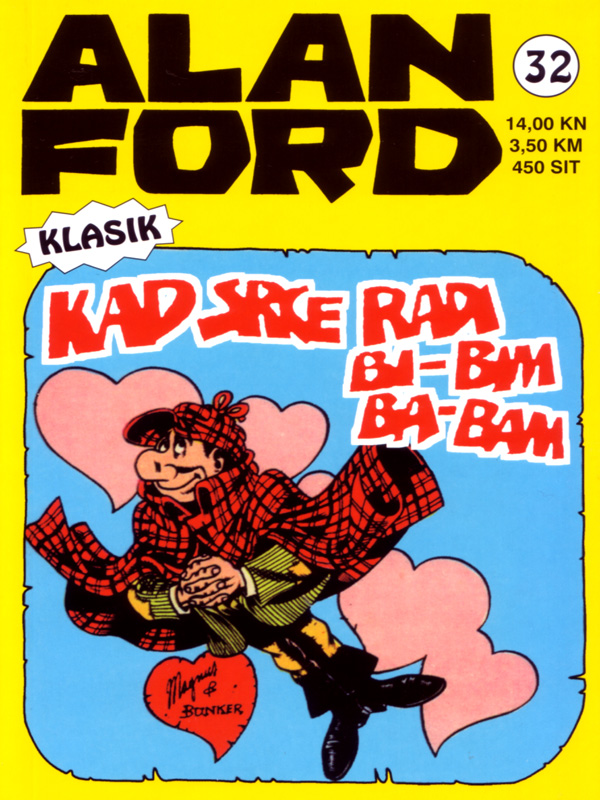 ALAN
FORD
32
14,00 KN
3,50 KM
450 SIT
KLASIK
KAD SRCE RADI
BI-BIM
BA-BAM
Magnus
&
BUNKER